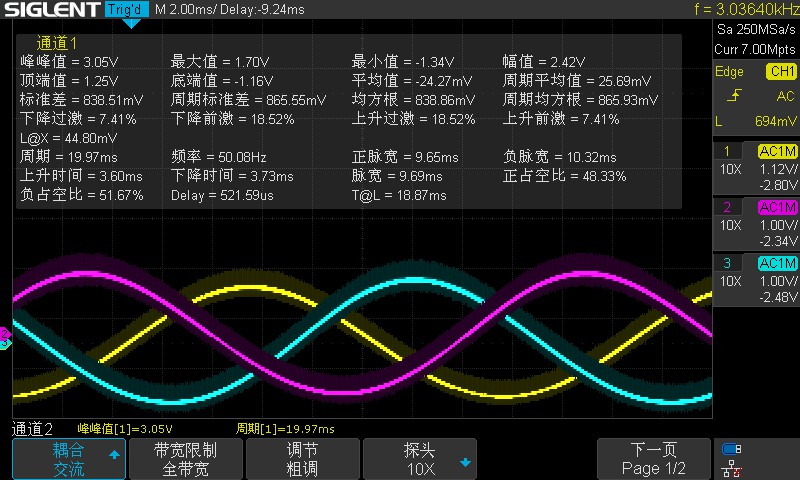 SIGLENT Trig'd M 2.00ms/ Delay:-9.24ms f = 3.03640kHz
Sa 250MSa/s
Curr 7.00Mpts
Edge CH1
AC
L 694mV
1 AC1M
10X 1.12V/
-2.80V
2 AC1M
10X 1.00V/
-2.34V
3 AC1M
10X 1.00V/
-2.48V
通道1
峰峰值 = 3.05V 最大值 = 1.70V 最小值 = -1.34V 幅值 = 2.42V
顶端值 = 1.25V 底端值 = -1.16V 平均值 = -24.27mV 周期平均值 = 25.69mV
标准差 = 838.51mV 周期标准差 = 865.55mV 均方根 = 838.86mV 周期均方根 = 865.93mV
下降过激 = 7.41% 下降前激 = 18.52% 上升过激 = 18.52% 上升前激 = 7.41%
L@X = 44.80mV
周期 = 19.97ms 频率 = 50.08Hz 正脉宽 = 9.65ms 负脉宽 = 10.32ms
上升时间 = 3.60ms 下降时间 = 3.73ms 脉宽 = 9.69ms 正占空比 = 48.33%
负占空比 = 51.67% Delay = 521.59us T@L = 18.87ms
2
3
通道2 峰峰值[1]=3.05V 周期[1]=19.97ms
耦合
交流
带宽限制
全带宽
调节
粗调
探头
10X
下一页
Page 1/2